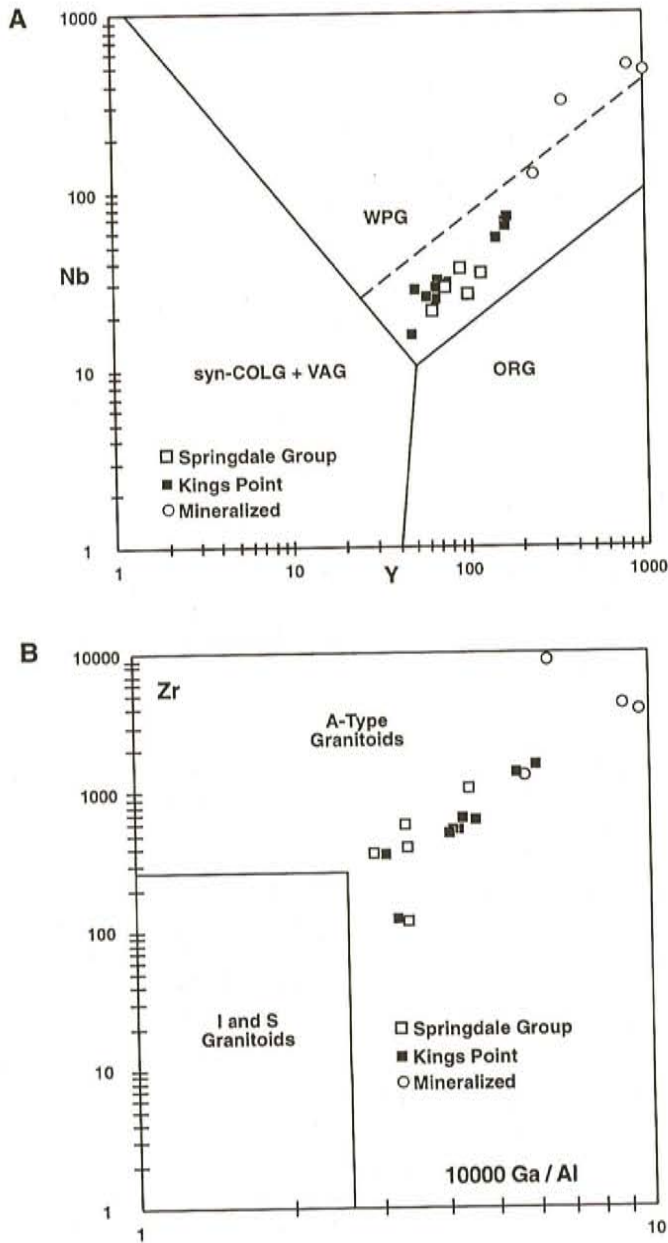 A
1000
100
Nb
10
1
WPG
syn-COLG + VAG
ORG
Springdale Group
Kings Point
Mineralized
1
10
Y
100
1000
B
10000
Zr
A-Type
Granitoids
1000
100
I and S
Granitoids
Springdale Group
Kings Point
Mineralized
10
10000 Ga / Al
1
1
10